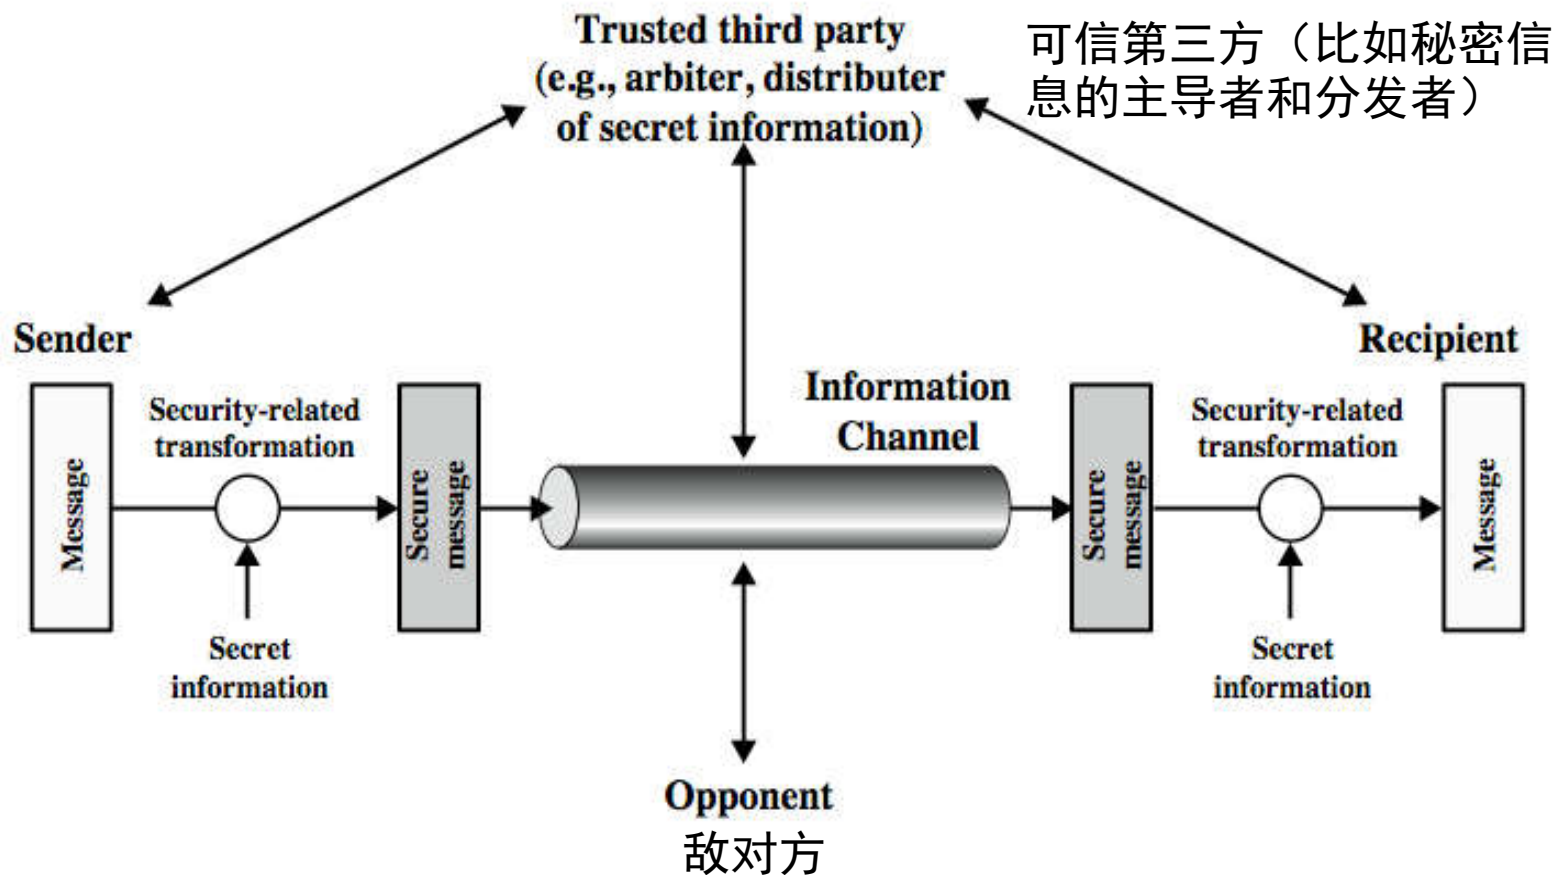 Trusted third party
(e.g., arbiter, distributer
of secret information)
可信第三方（比如秘密信
息的主导者和分发者）
Sender
Recipient
Information
Channel
Security-related
transformation
Security-related
transformation
Message
Secure
message
Secure
message
Message
Secret
information
Secret
information
Opponent
敌对方